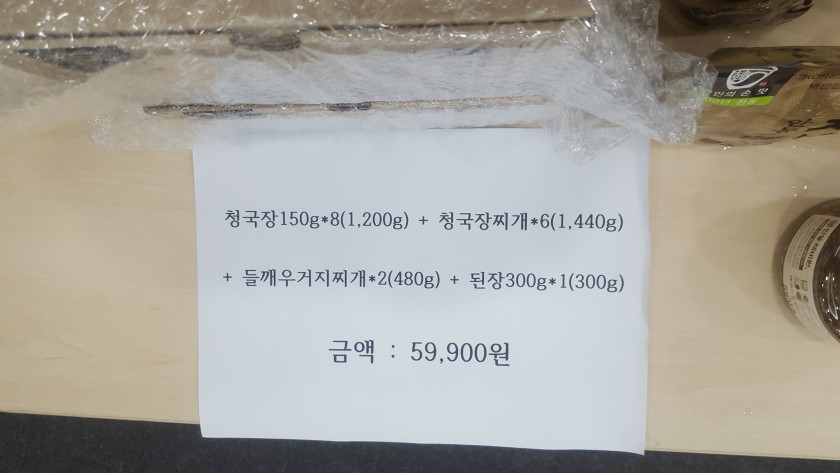 청국장150g*8(1,200g) + 청국장찌개*6(1,440g)
+ 들깨우거지찌개*2(480g) + 된장300g*1(300g)
금액 : 59,900원